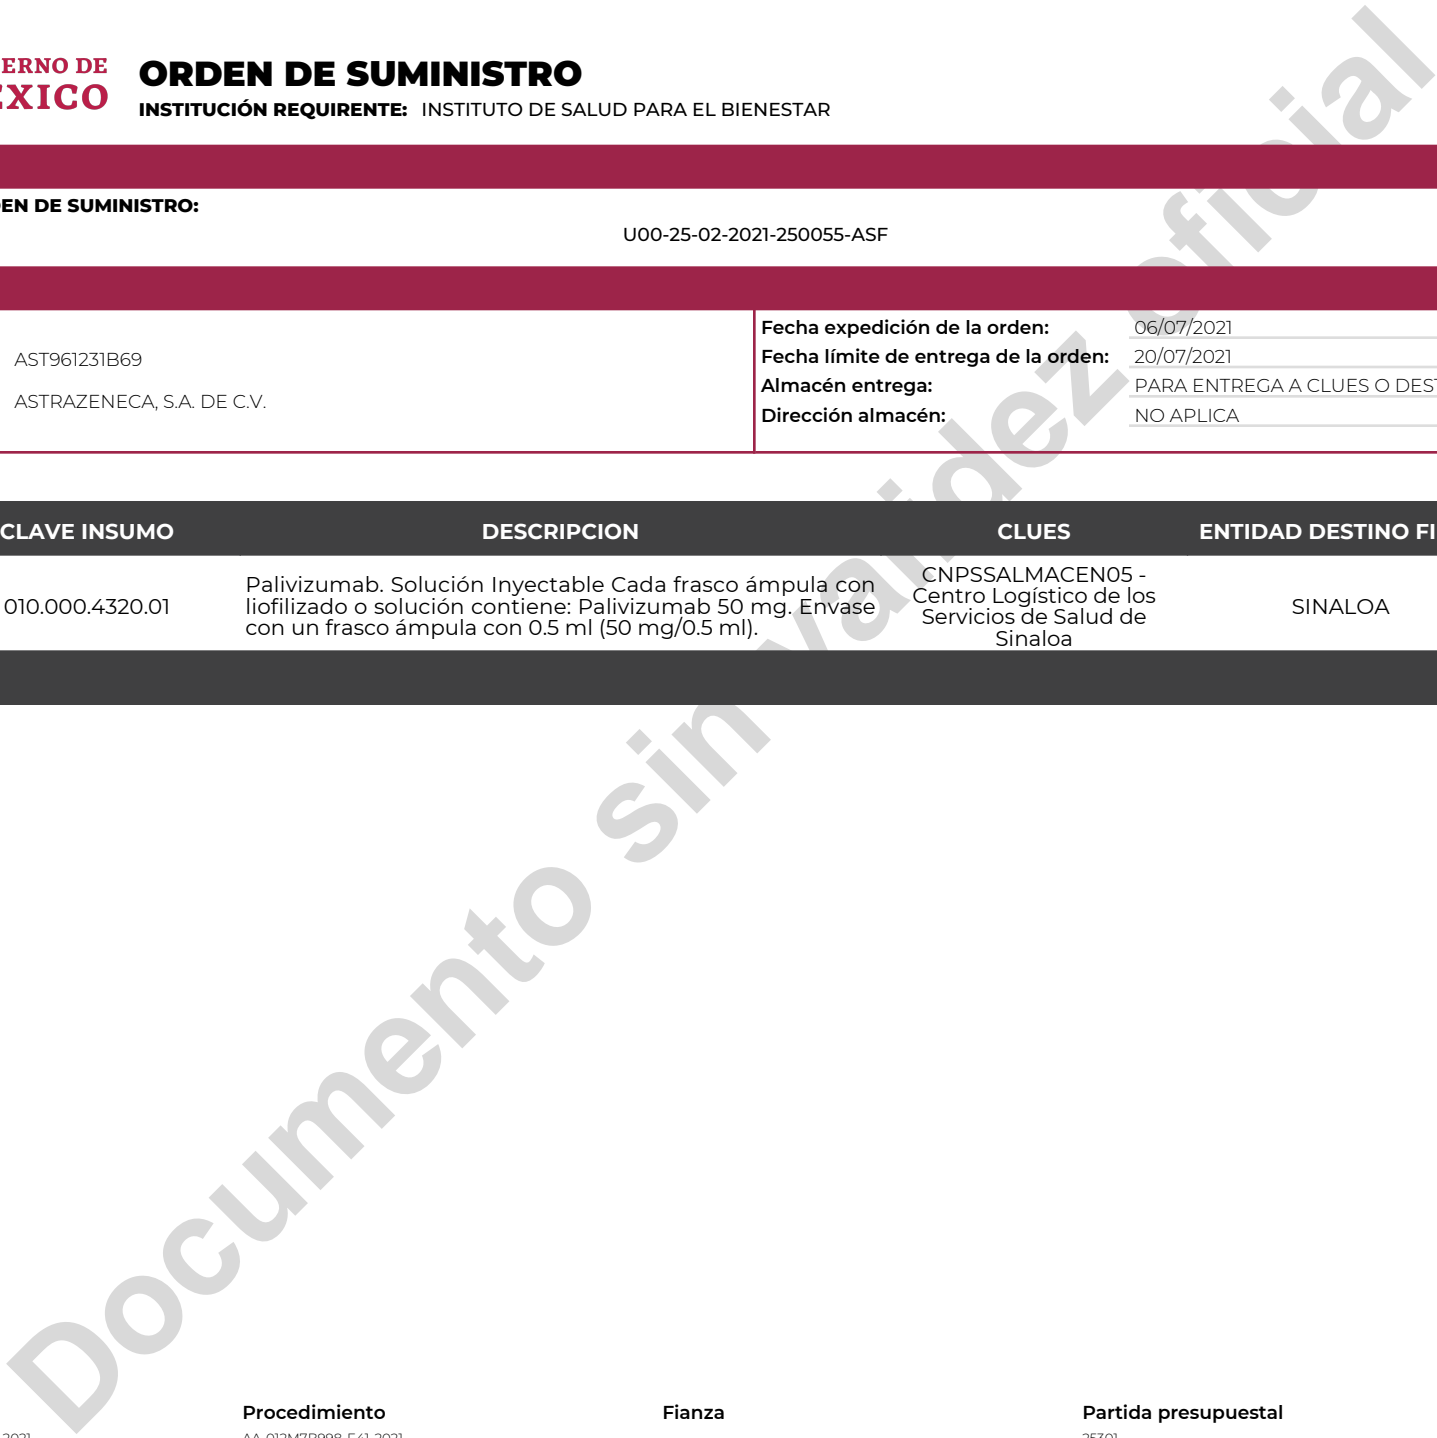 ERNO DE
EXICO
ORDEN DE SUMINISTRO
INSTITUCIÓN REQUIRENTE: INSTITUTO DE SALUD PARA EL BIENESTAR
EN DE SUMINISTRO:
U00-25-02-2021-250055-ASF
AST961231B69
ASTRAZENECA, S.A. DE C.V.
Fecha expedición de la orden: 06/07/2021
Fecha límite de entrega de la orden: 20/07/2021
Almacén entrega: PARA ENTREGA A CLUES O DEST
Dirección almacén: NO APLICA
CLAVE INSUMO DESCRIPCION CLUES ENTIDAD DESTINO FI
010.000.4320.01
Palivizumab. Solución Inyectable Cada frasco ámpula con
liofilizado o solución contiene: Palivizumab 50 mg. Envase
con un frasco ámpula con 0.5 ml (50 mg/0.5 ml).
CNPSSALMACEN05 -
Centro Logístico de los
Servicios de Salud de
Sinaloa
SINALOA
Documento sin validez oficial
Procedimiento Fianza Partida presupuestal